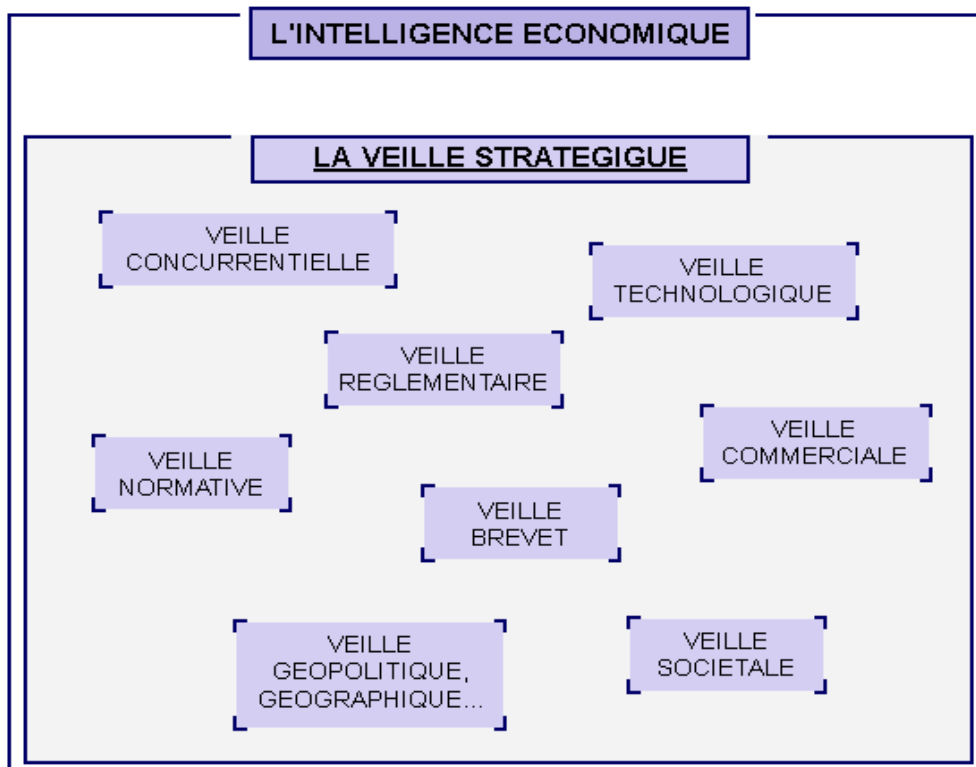 L'INTELLIGENCE ECONOMIQUE
LA VEILLE STRATEGIGUE
VEILLE
CONCURRENTIELLE
VEILLE
TECHNOLOGIQUE
VEILLE
REGLEMENTAIRE
VEILLE
COMMERCIALE
VEILLE
NORMATIVE
VEILLE
BREVET
VEILLE
GEOPOLITIQUE,
GEOGRAPHIQUE...
VEILLE
SOCIETALE